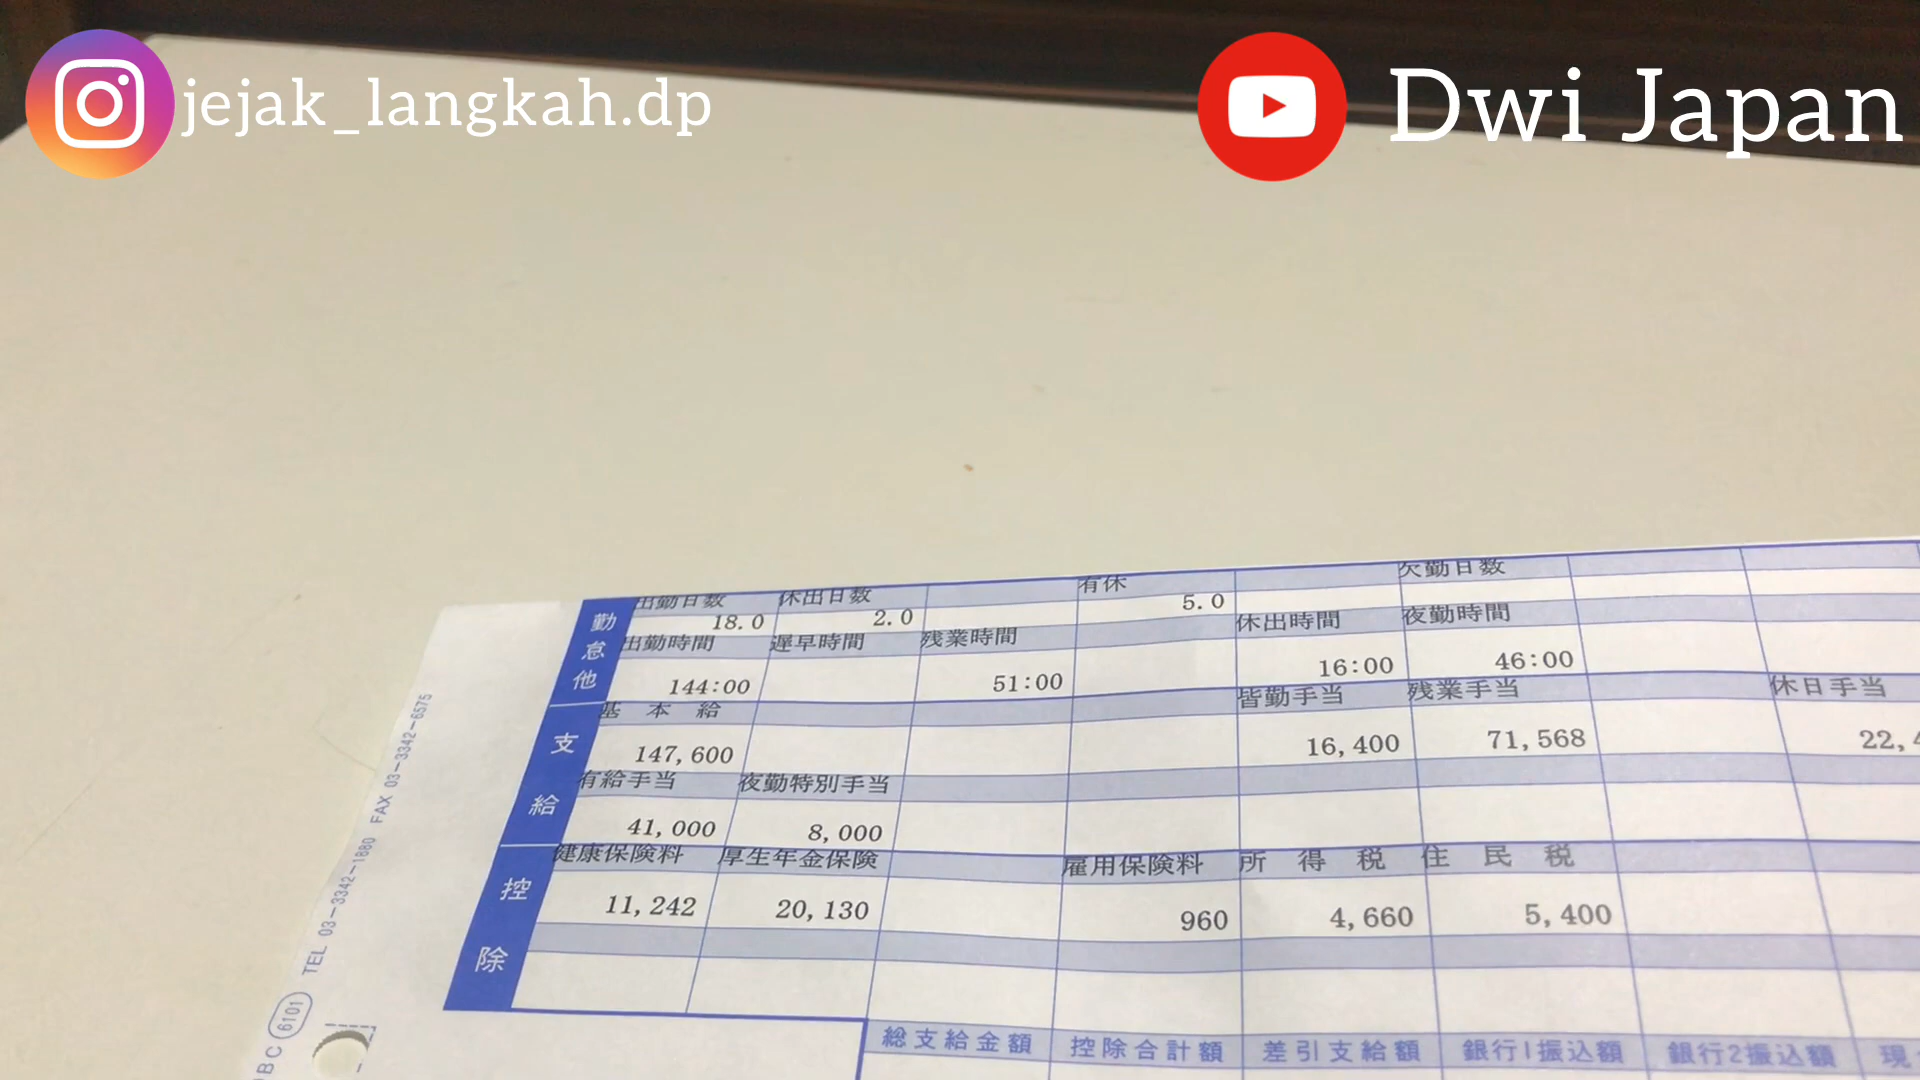 jejak_langkah.dp
Dwi Japan
勤怠他
出勤日数 休出日数 有休 欠勤日数
18.0 2.0 5.0
出勤時間 遅早時間 残業時間 休出時間 夜勤時間
144:00 51:00 16:00 46:00
支給
基本給 皆勤手当 残業手当 休日手当
147,600 16,400 71,568 22,4
有給手当 夜勤特別手当
41,000 8,000
控除
健康保険料 厚生年金保険 雇用保険料 所得税 住民税
11,242 20,130 960 4,660 5,400
総支給金額 控除合計額 差引支給額 銀行1振込額 銀行2振込額 現
OBC 6101 TEL 03-3342-1880 FAX 03-3342-6575